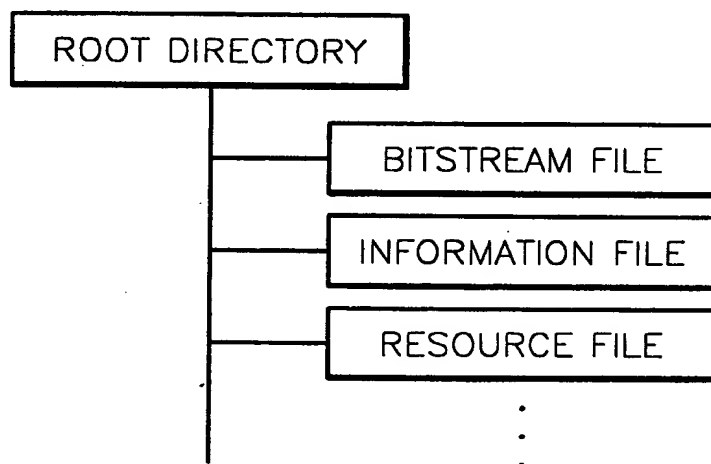 ROOT DIRECTORY
BITSTREAM FILE
INFORMATION FILE
RESOURCE FILE